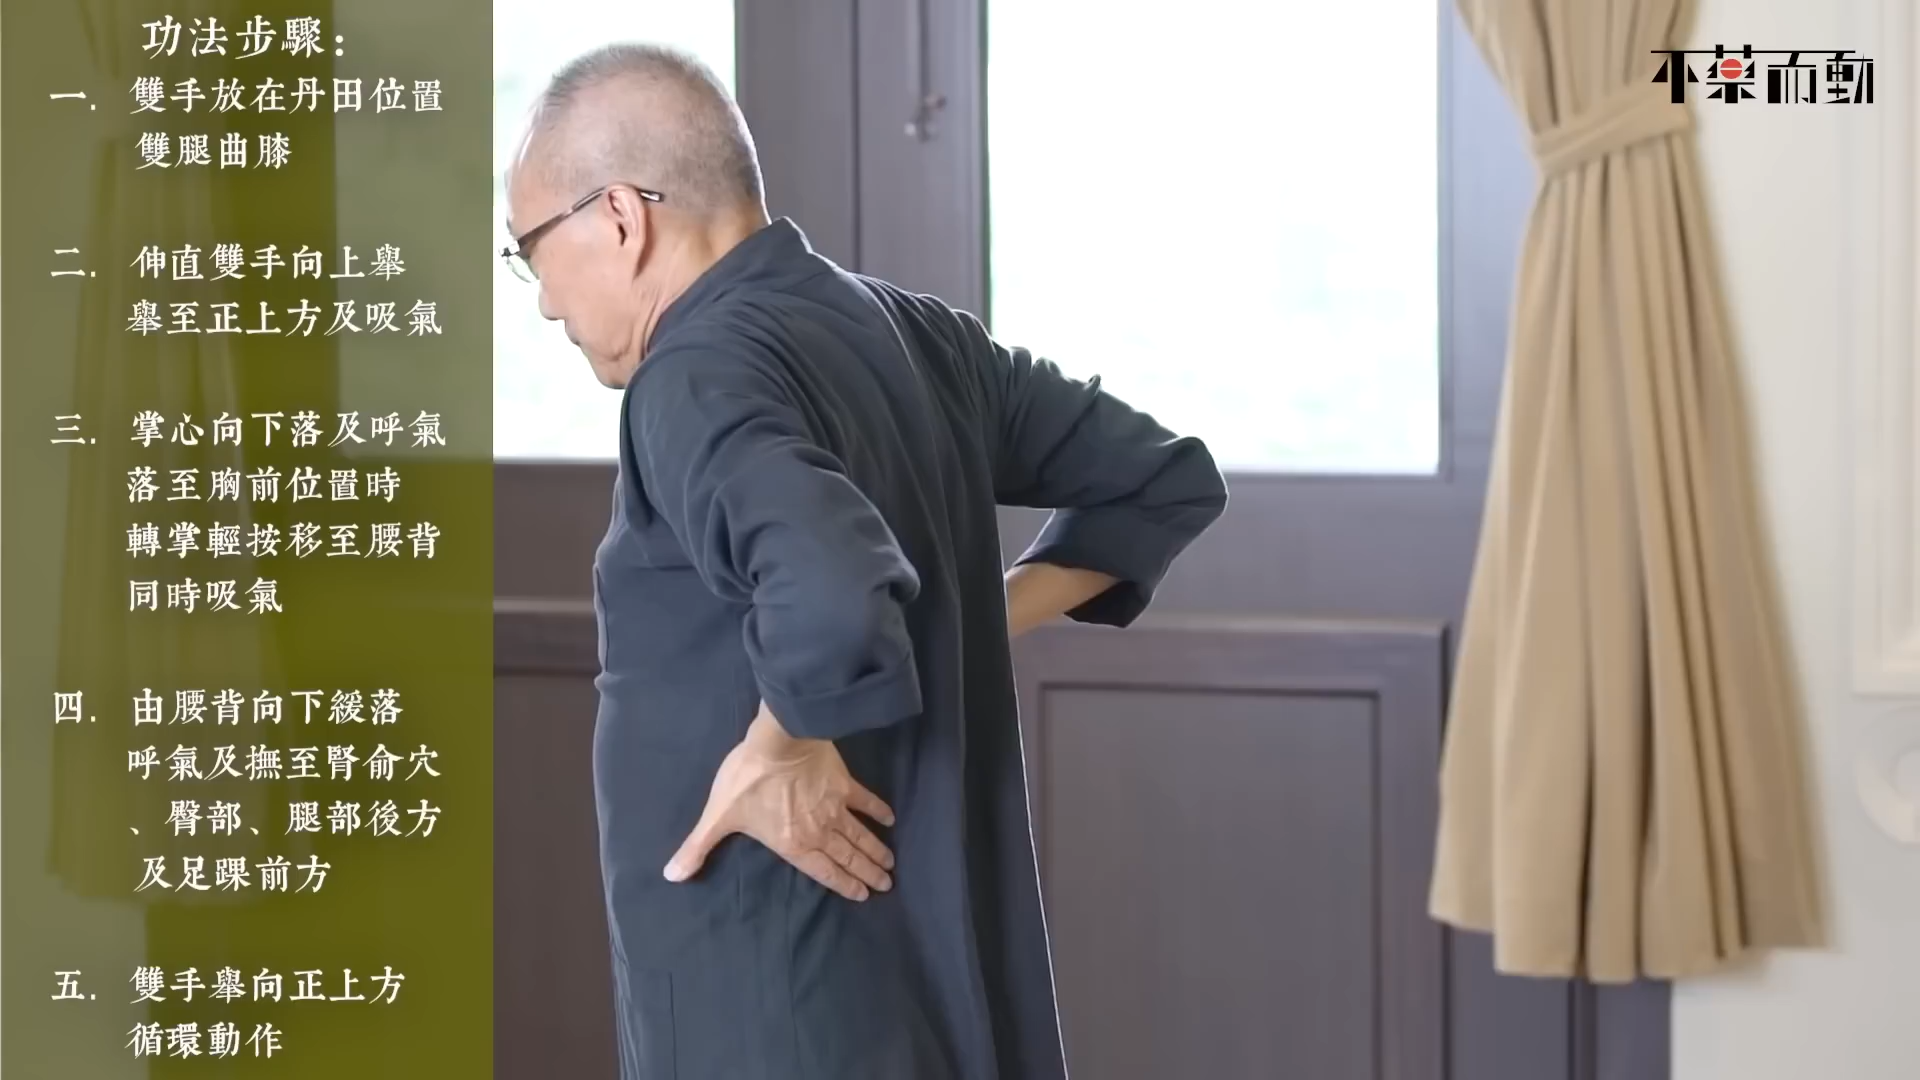 功法步驟：
一. 雙手放在丹田位置
雙腿曲膝
二. 伸直雙手向上舉
舉至正上方及吸氣
三. 掌心向下落及呼氣
落至胸前位置時
轉掌輕按移至腰背
同時吸氣
四. 由腰背向下緩落
呼氣及撫至腎俞穴
、臀部、腿部後方
及足踝前方
五. 雙手舉向正上方
循環動作
不藥而動